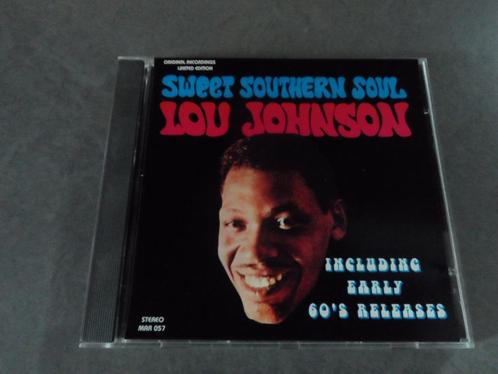 ORIGINAL RECORDINGS
LIMITED EDITION
SWEET SOUTHERN SOUL
LOU JOHNSON
INCLUDING
EARLY
60'S RELEASES
STEREO
MAR 057